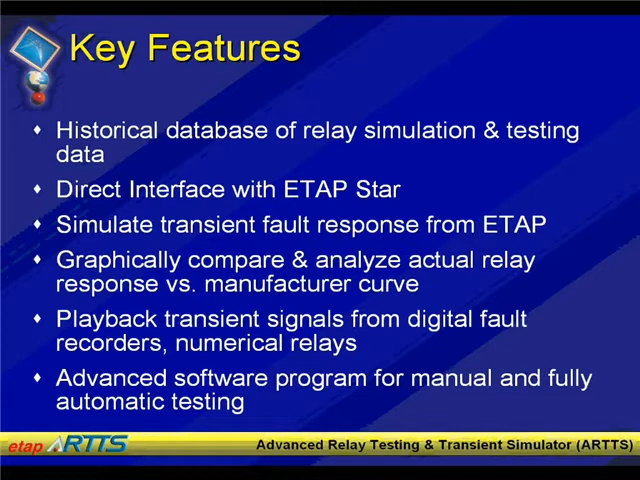 Key Features
Historical database of relay simulation & testing
data
Direct Interface with ETAP Star
Simulate transient fault response from ETAP
Graphically compare & analyze actual relay
response vs. manufacturer curve
Playback transient signals from digital fault
recorders, numerical relays
Advanced software program for manual and fully
automatic testing
etap ARTTS
Advanced Relay Testing & Transient Simulator (ARTTS)